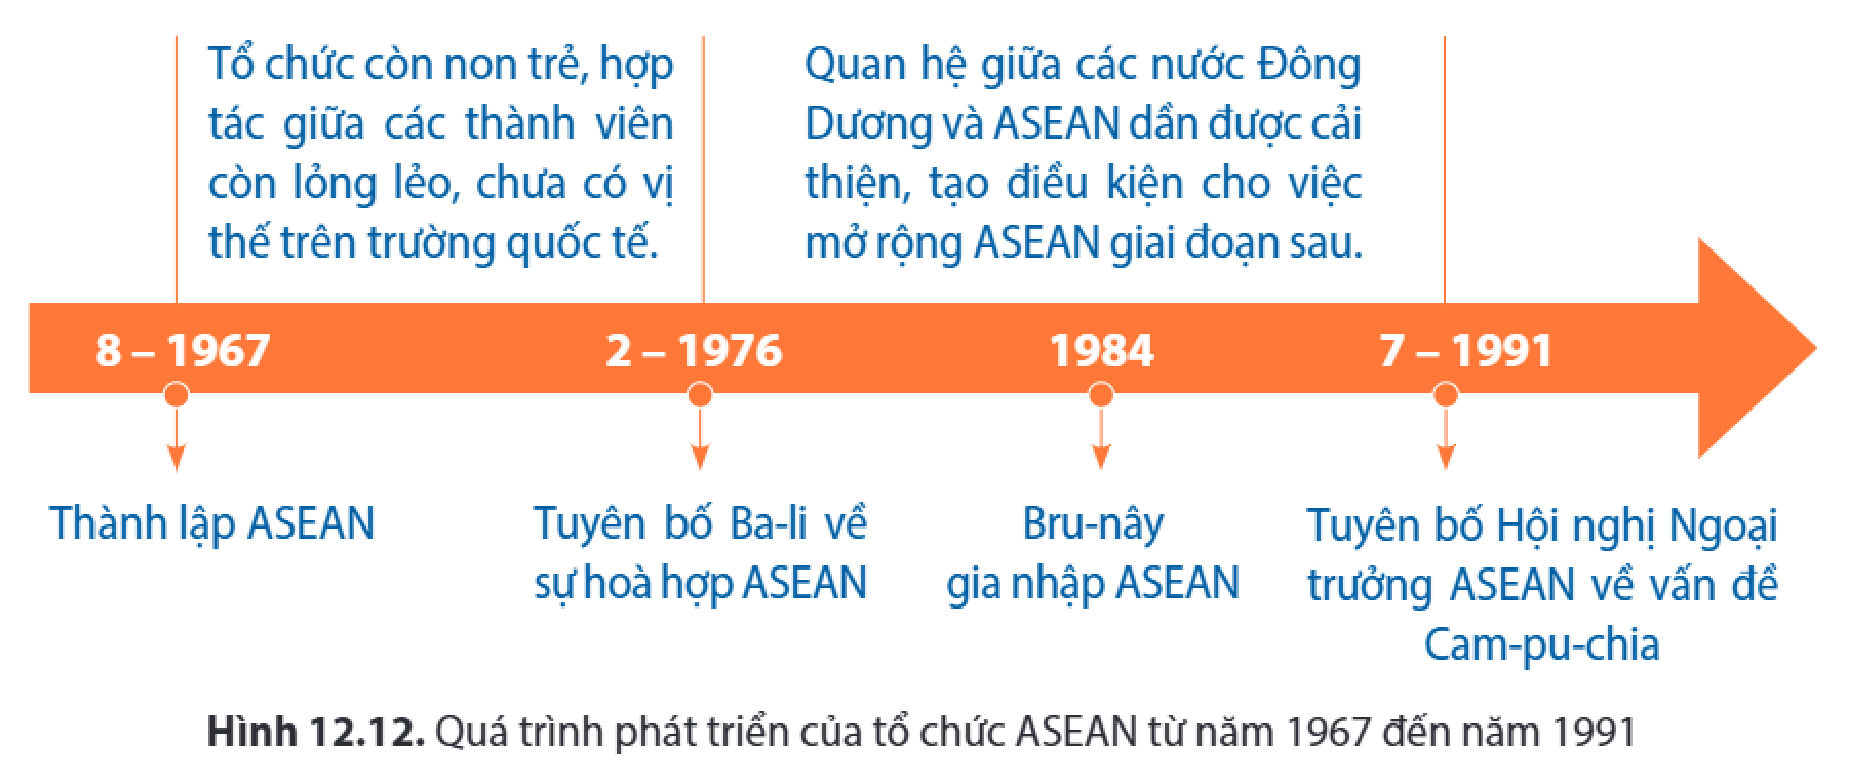 Tổ chức còn non trẻ, hợp
tác giữa các thành viên
còn lỏng lẻo, chưa có vị
thế trên trường quốc tế.
Quan hệ giữa các nước Đông
Dương và ASEAN dần được cải
thiện, tạo điều kiện cho việc
mở rộng ASEAN giai đoạn sau.
8 – 1967
2 – 1976
1984
7 – 1991
Thành lập ASEAN
Tuyên bố Ba-li về
sự hoà hợp ASEAN
Bru-nây
gia nhập ASEAN
Tuyên bố Hội nghị Ngoại
trưởng ASEAN về vấn đề
Cam-pu-chia
Hình 12.12. Quá trình phát triển của tổ chức ASEAN từ năm 1967 đến năm 1991